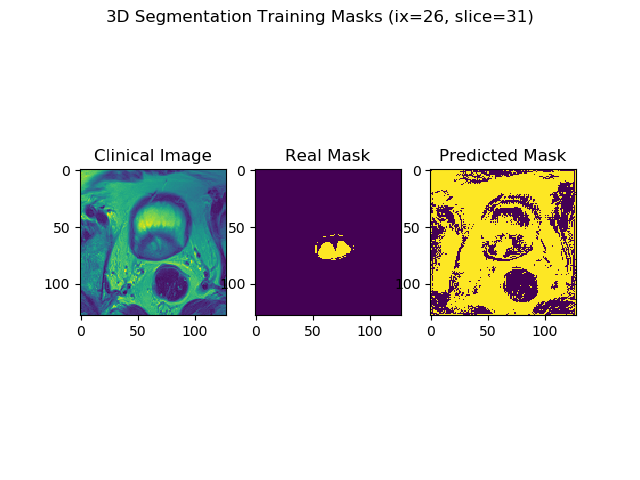 3D Segmentation Training Masks (ix=26, slice=31)
Clinical Image Real Mask Predicted Mask
0 0 0
50 50 50
100 100 100
0 50 100 0 50 100 0 50 100